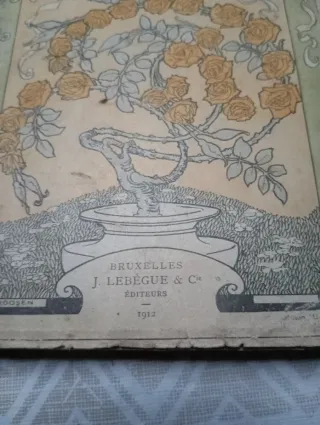 BRUXELLES
J. LEBÈGUE & Cie
ÉDITEURS
—
1912